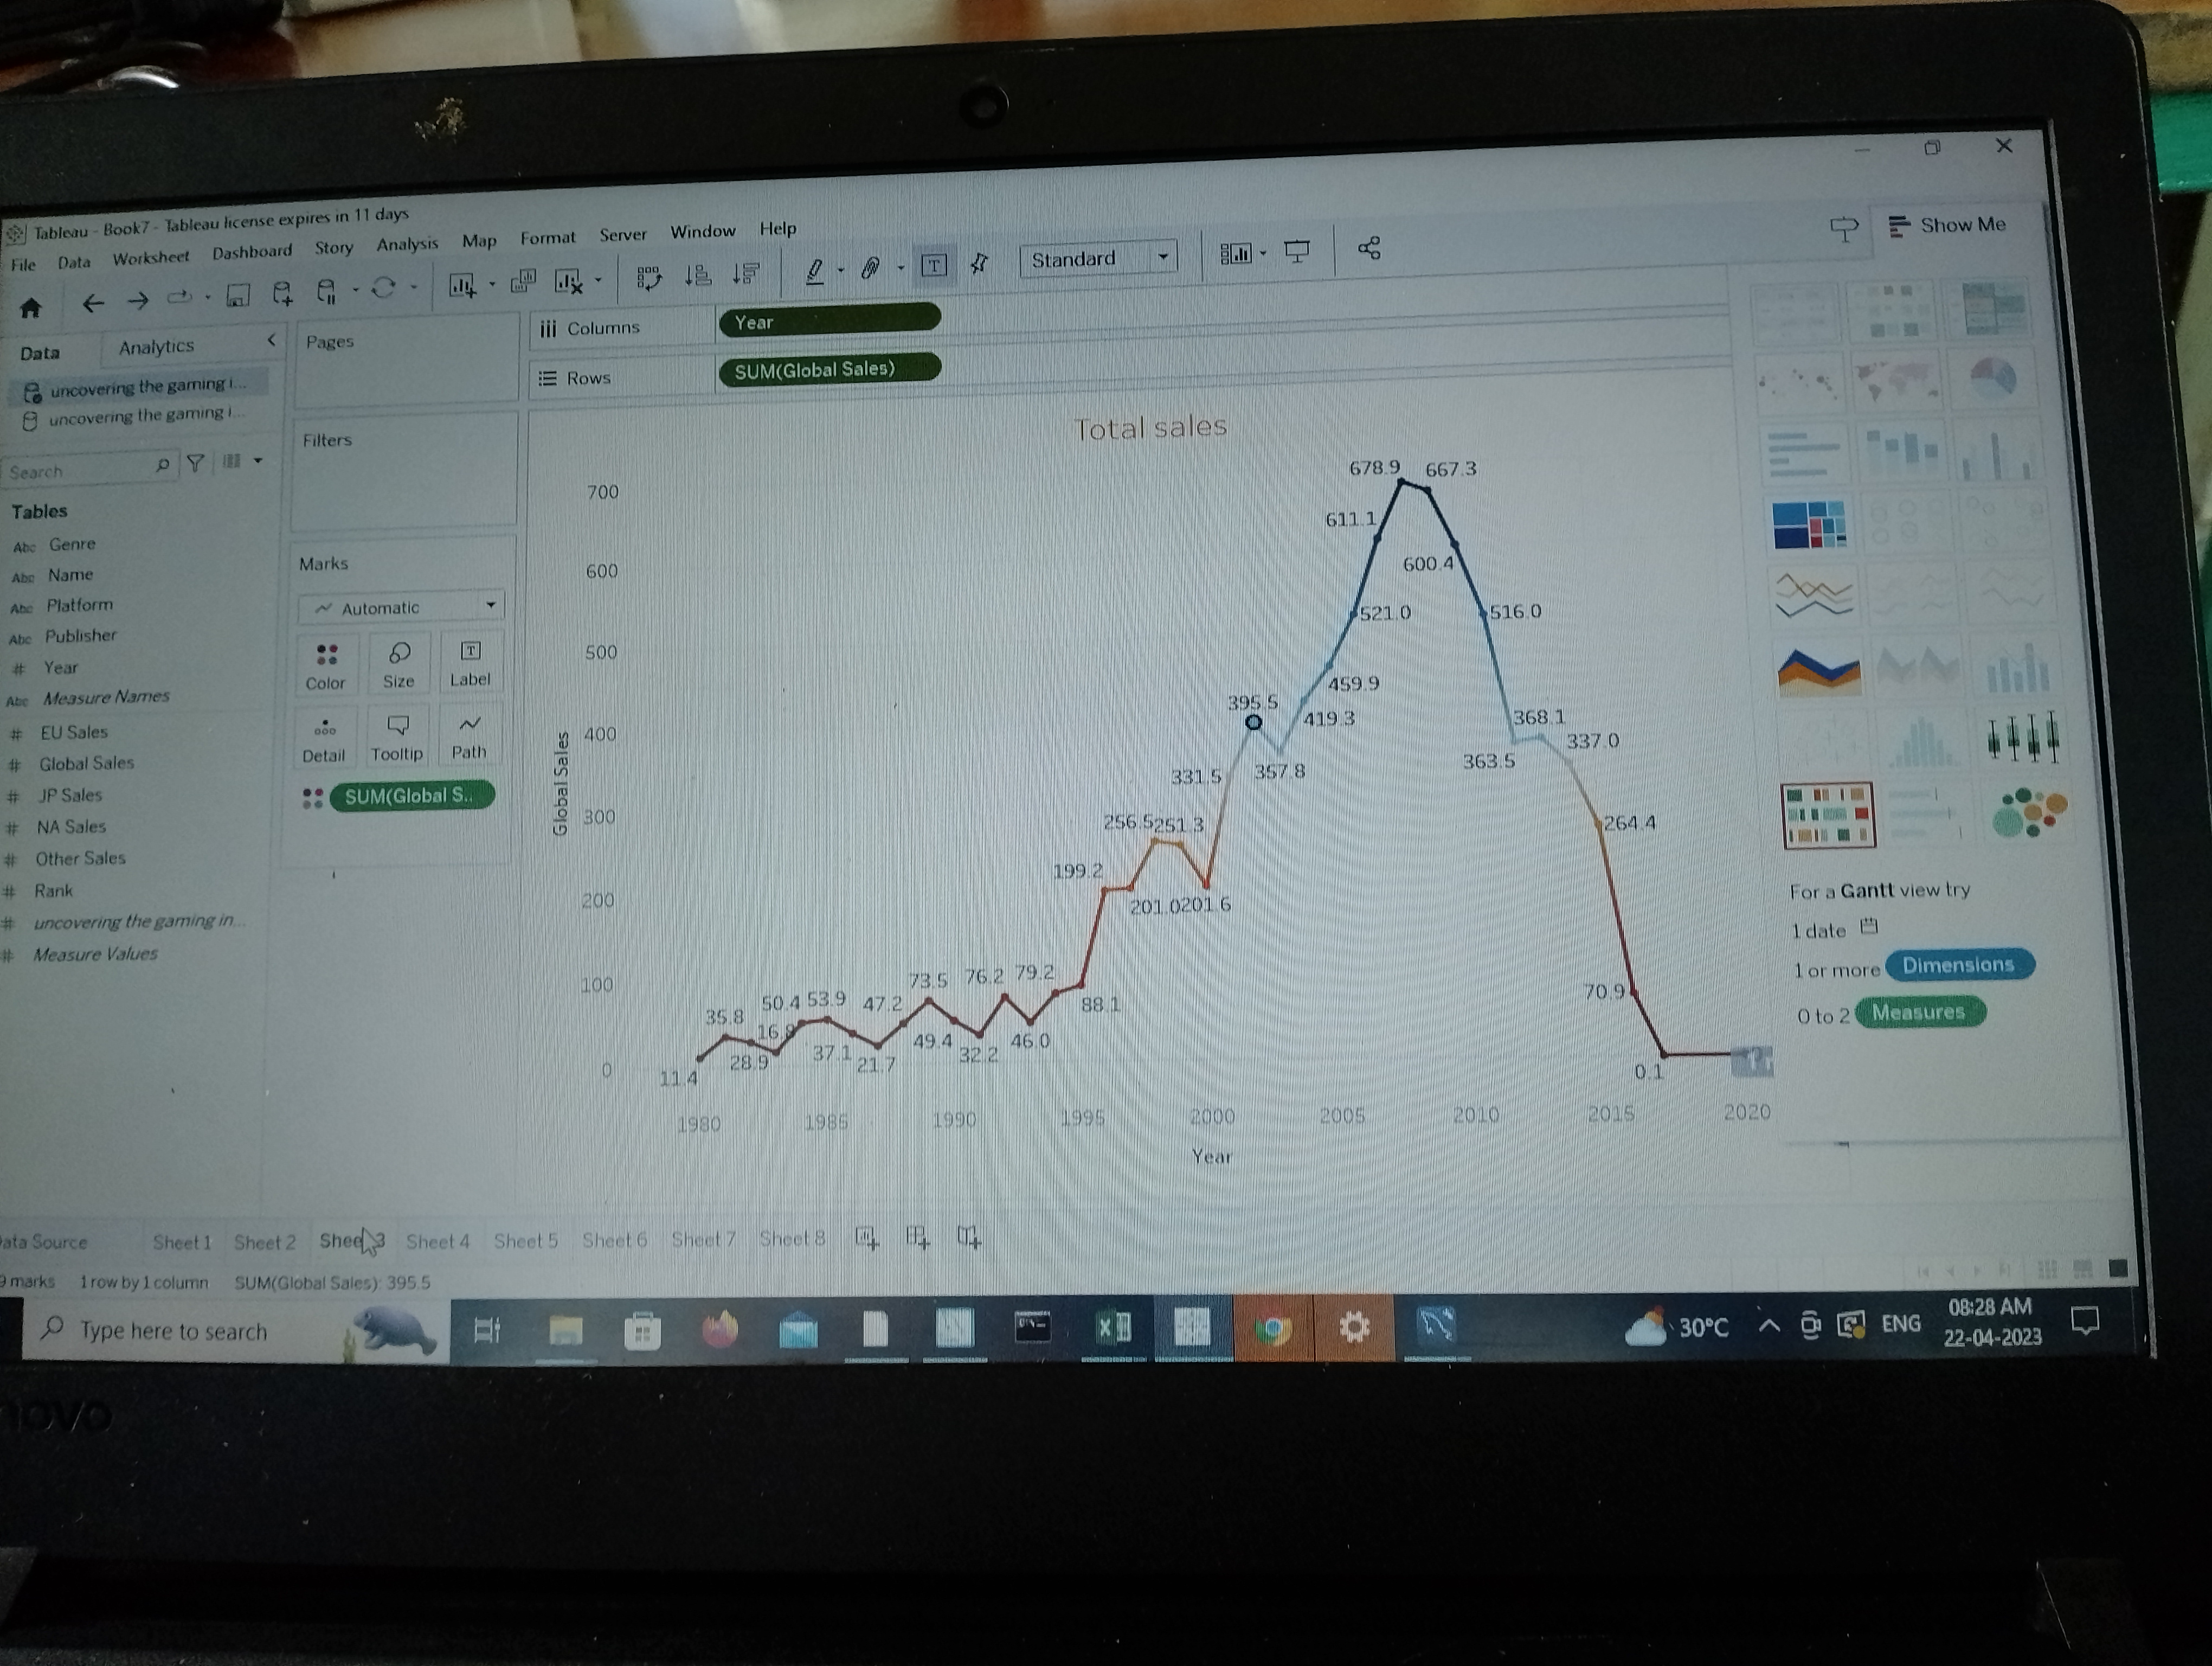 Tableau - Book7 - Tableau license expires in 11 days
File Data Worksheet Dashboard Story Analysis Map Format Server Window Help
Standard
Show Me
Data Analytics
uncovering the gaming i...
uncovering the gaming i...
Search
Tables
Abc Genre
Abc Name
Abc Platform
Abc Publisher
# Year
Abc Measure Names
# EU Sales
# Global Sales
# JP Sales
# NA Sales
# Other Sales
# Rank
# uncovering the gaming in...
# Measure Values
Pages
Filters
Marks
Automatic
Color Size Label
Detail Tooltip Path
SUM(Global S..
Columns Year
Rows SUM(Global Sales)
Total sales
678.9 667.3
700
611.1
600
600.4
521.0 516.0
500
459.9
395.5
419.3 368.1
400
337.0
363.5
331.5 357.8
Global Sales
300
256.5 251.3
264.4
199.2
200
201.0 201.6
73.5 76.2 79.2
100
70.9
50.4 53.9 47.2
88.1
35.8 16.8
37.1 49.4 46.0
28.9 21.7 32.2
0
11.4
0.1
1980 1985 1990 1995 2000 2005 2010 2015 2020
Year
For a Gantt view try
1 date
1 or more Dimensions
0 to 2 Measures
ata Source Sheet 1 Sheet 2 Sheet 3 Sheet 4 Sheet 5 Sheet 6 Sheet 7 Sheet 8
9 marks 1 row by 1 column SUM(Global Sales): 395.5
Type here to search
30°C
ENG
08:28 AM
22-04-2023
novo